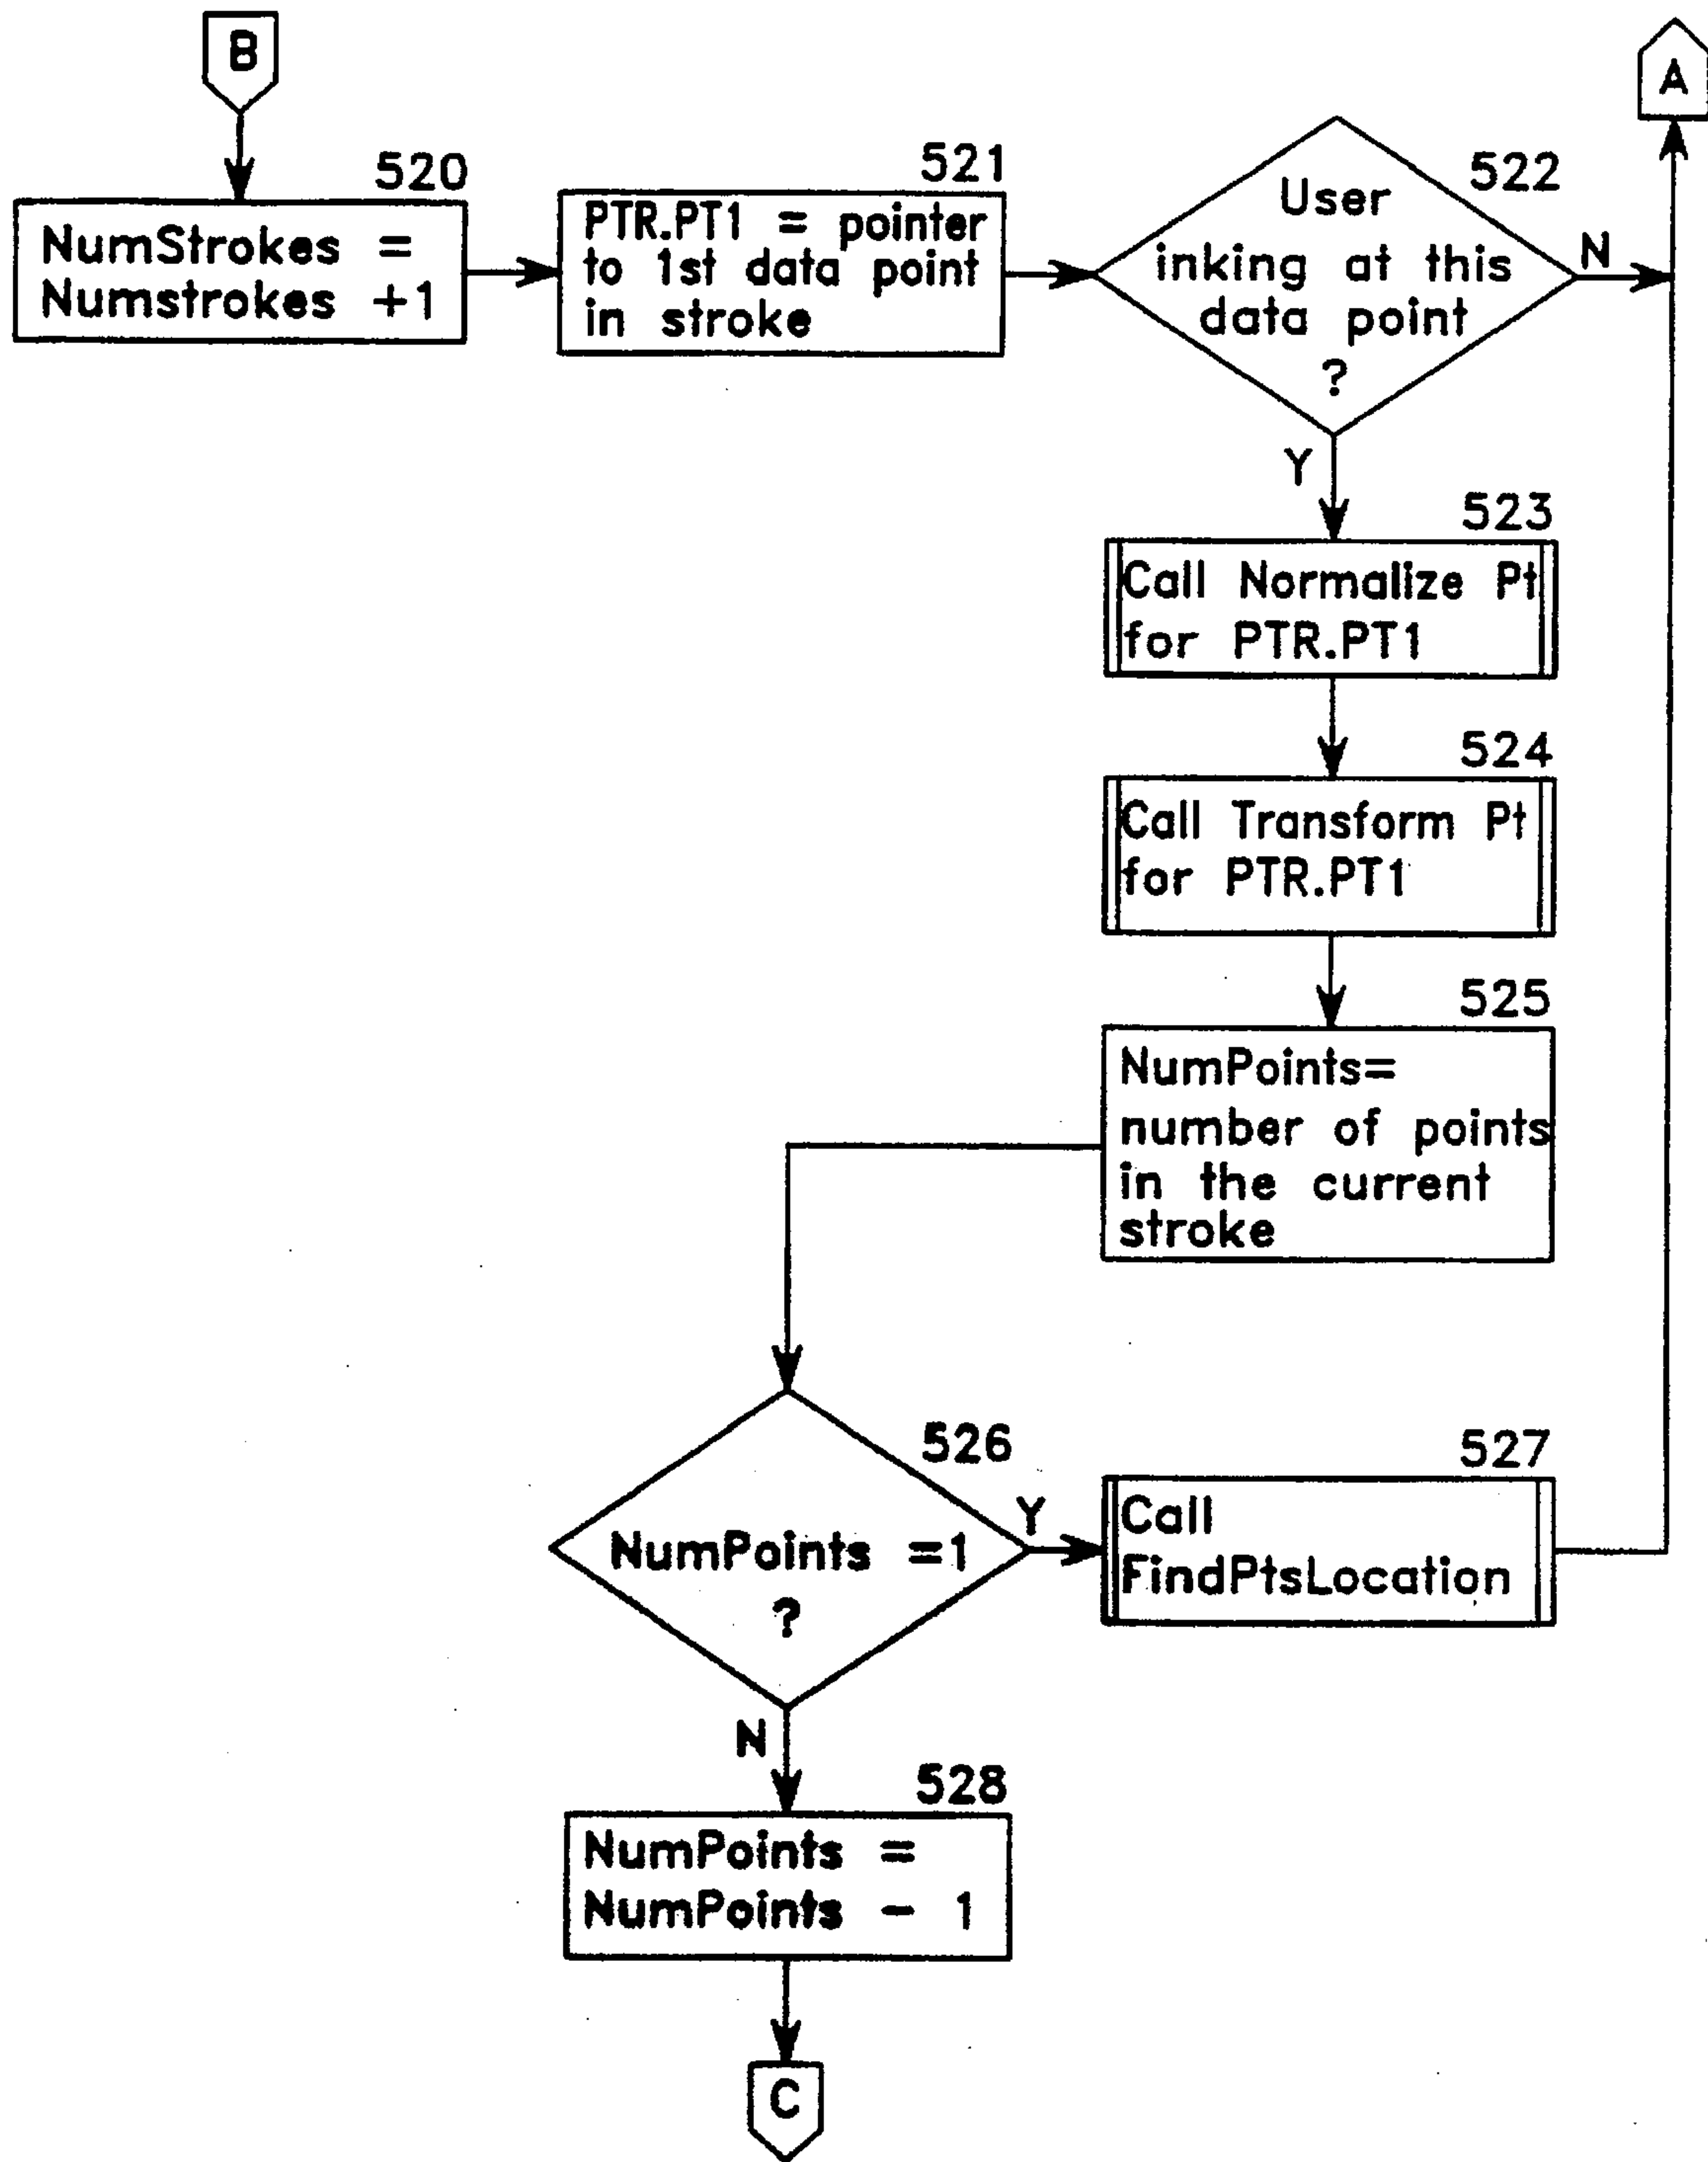 B
A
520
NumStrokes =
Numstrokes +1
521
PTR.PT1 = pointer
to 1st data point
in stroke
522
User
inking at this
data point
?
N
Y
523
Call Normalize Pt
for PTR.PT1
524
Call Transform Pt
for PTR.PT1
525
NumPoints=
number of points
in the current
stroke
526
NumPoints =1
?
Y
527
Call
FindPtsLocation
N
528
NumPoints =
NumPoints - 1
C